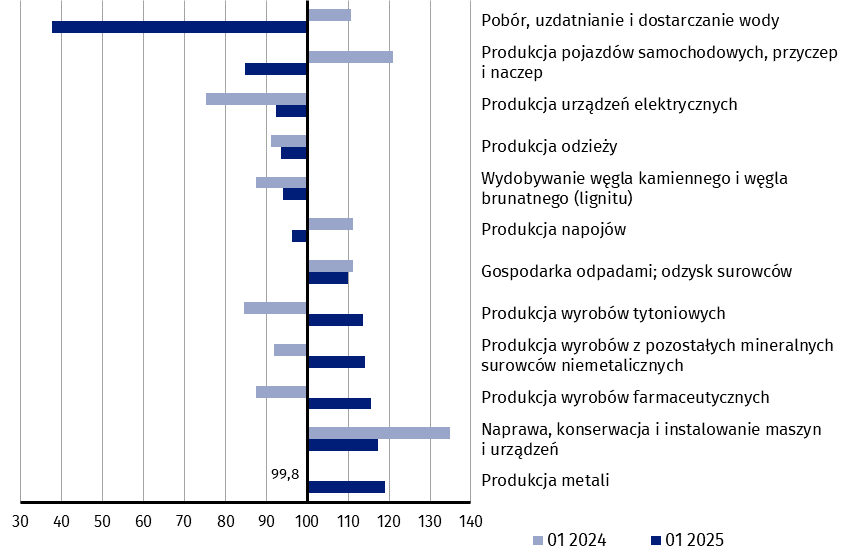 Pobór, uzdatnianie i dostarczanie wody
Produkcja pojazdów samochodowych, przyczep
i naczep
Produkcja urządzeń elektrycznych
Produkcja odzieży
Wydobywanie węgla kamiennego i węgla
brunatnego (lignitu)
Produkcja napojów
Gospodarka odpadami; odzysk surowców
Produkcja wyrobów tytoniowych
Produkcja wyrobów z pozostałych mineralnych
surowców niemetalicznych
Produkcja wyrobów farmaceutycznych
Naprawa, konserwacja i instalowanie maszyn
i urządzeń
99,8
Produkcja metali
30 40 50 60 70 80 90 100 110 120 130 140
01 2024 01 2025